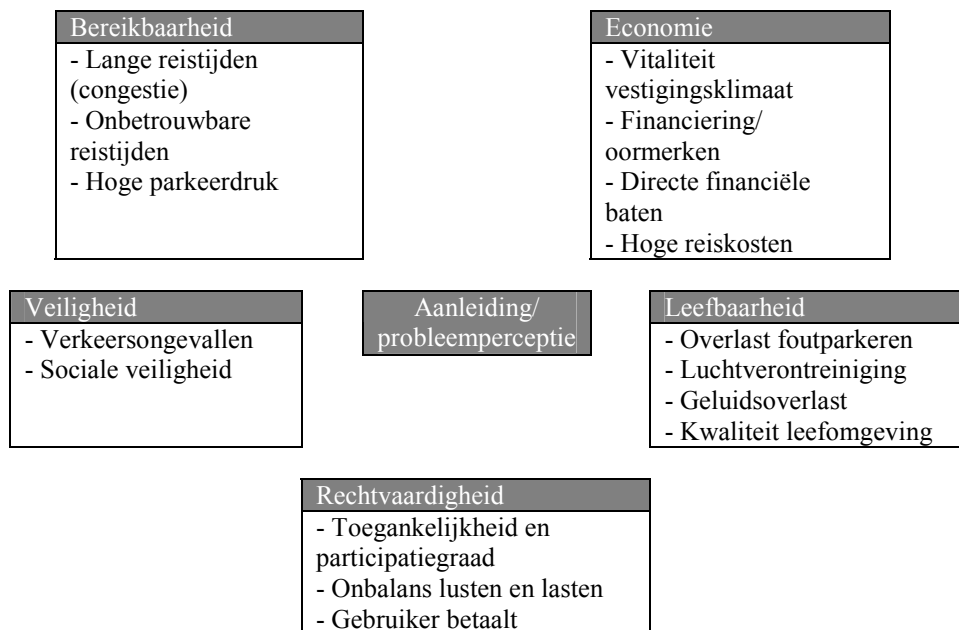 Bereikbaarheid
- Lange reistijden
(congestie)
- Onbetrouwbare
reistijden
- Hoge parkeerdruk
Economie
- Vitaliteit
vestigingsklimaat
- Financiering/
oormerken
- Directe financiële
baten
- Hoge reiskosten
Veiligheid
- Verkeersongevallen
- Sociale veiligheid
Aanleiding/
probleemperceptie
Leefbaarheid
- Overlast foutparkeren
- Luchtverontreiniging
- Geluidsoverlast
- Kwaliteit leefomgeving
Rechtvaardigheid
- Toegankelijkheid en
participatiegraad
- Onbalans lusten en lasten
- Gebruiker betaalt